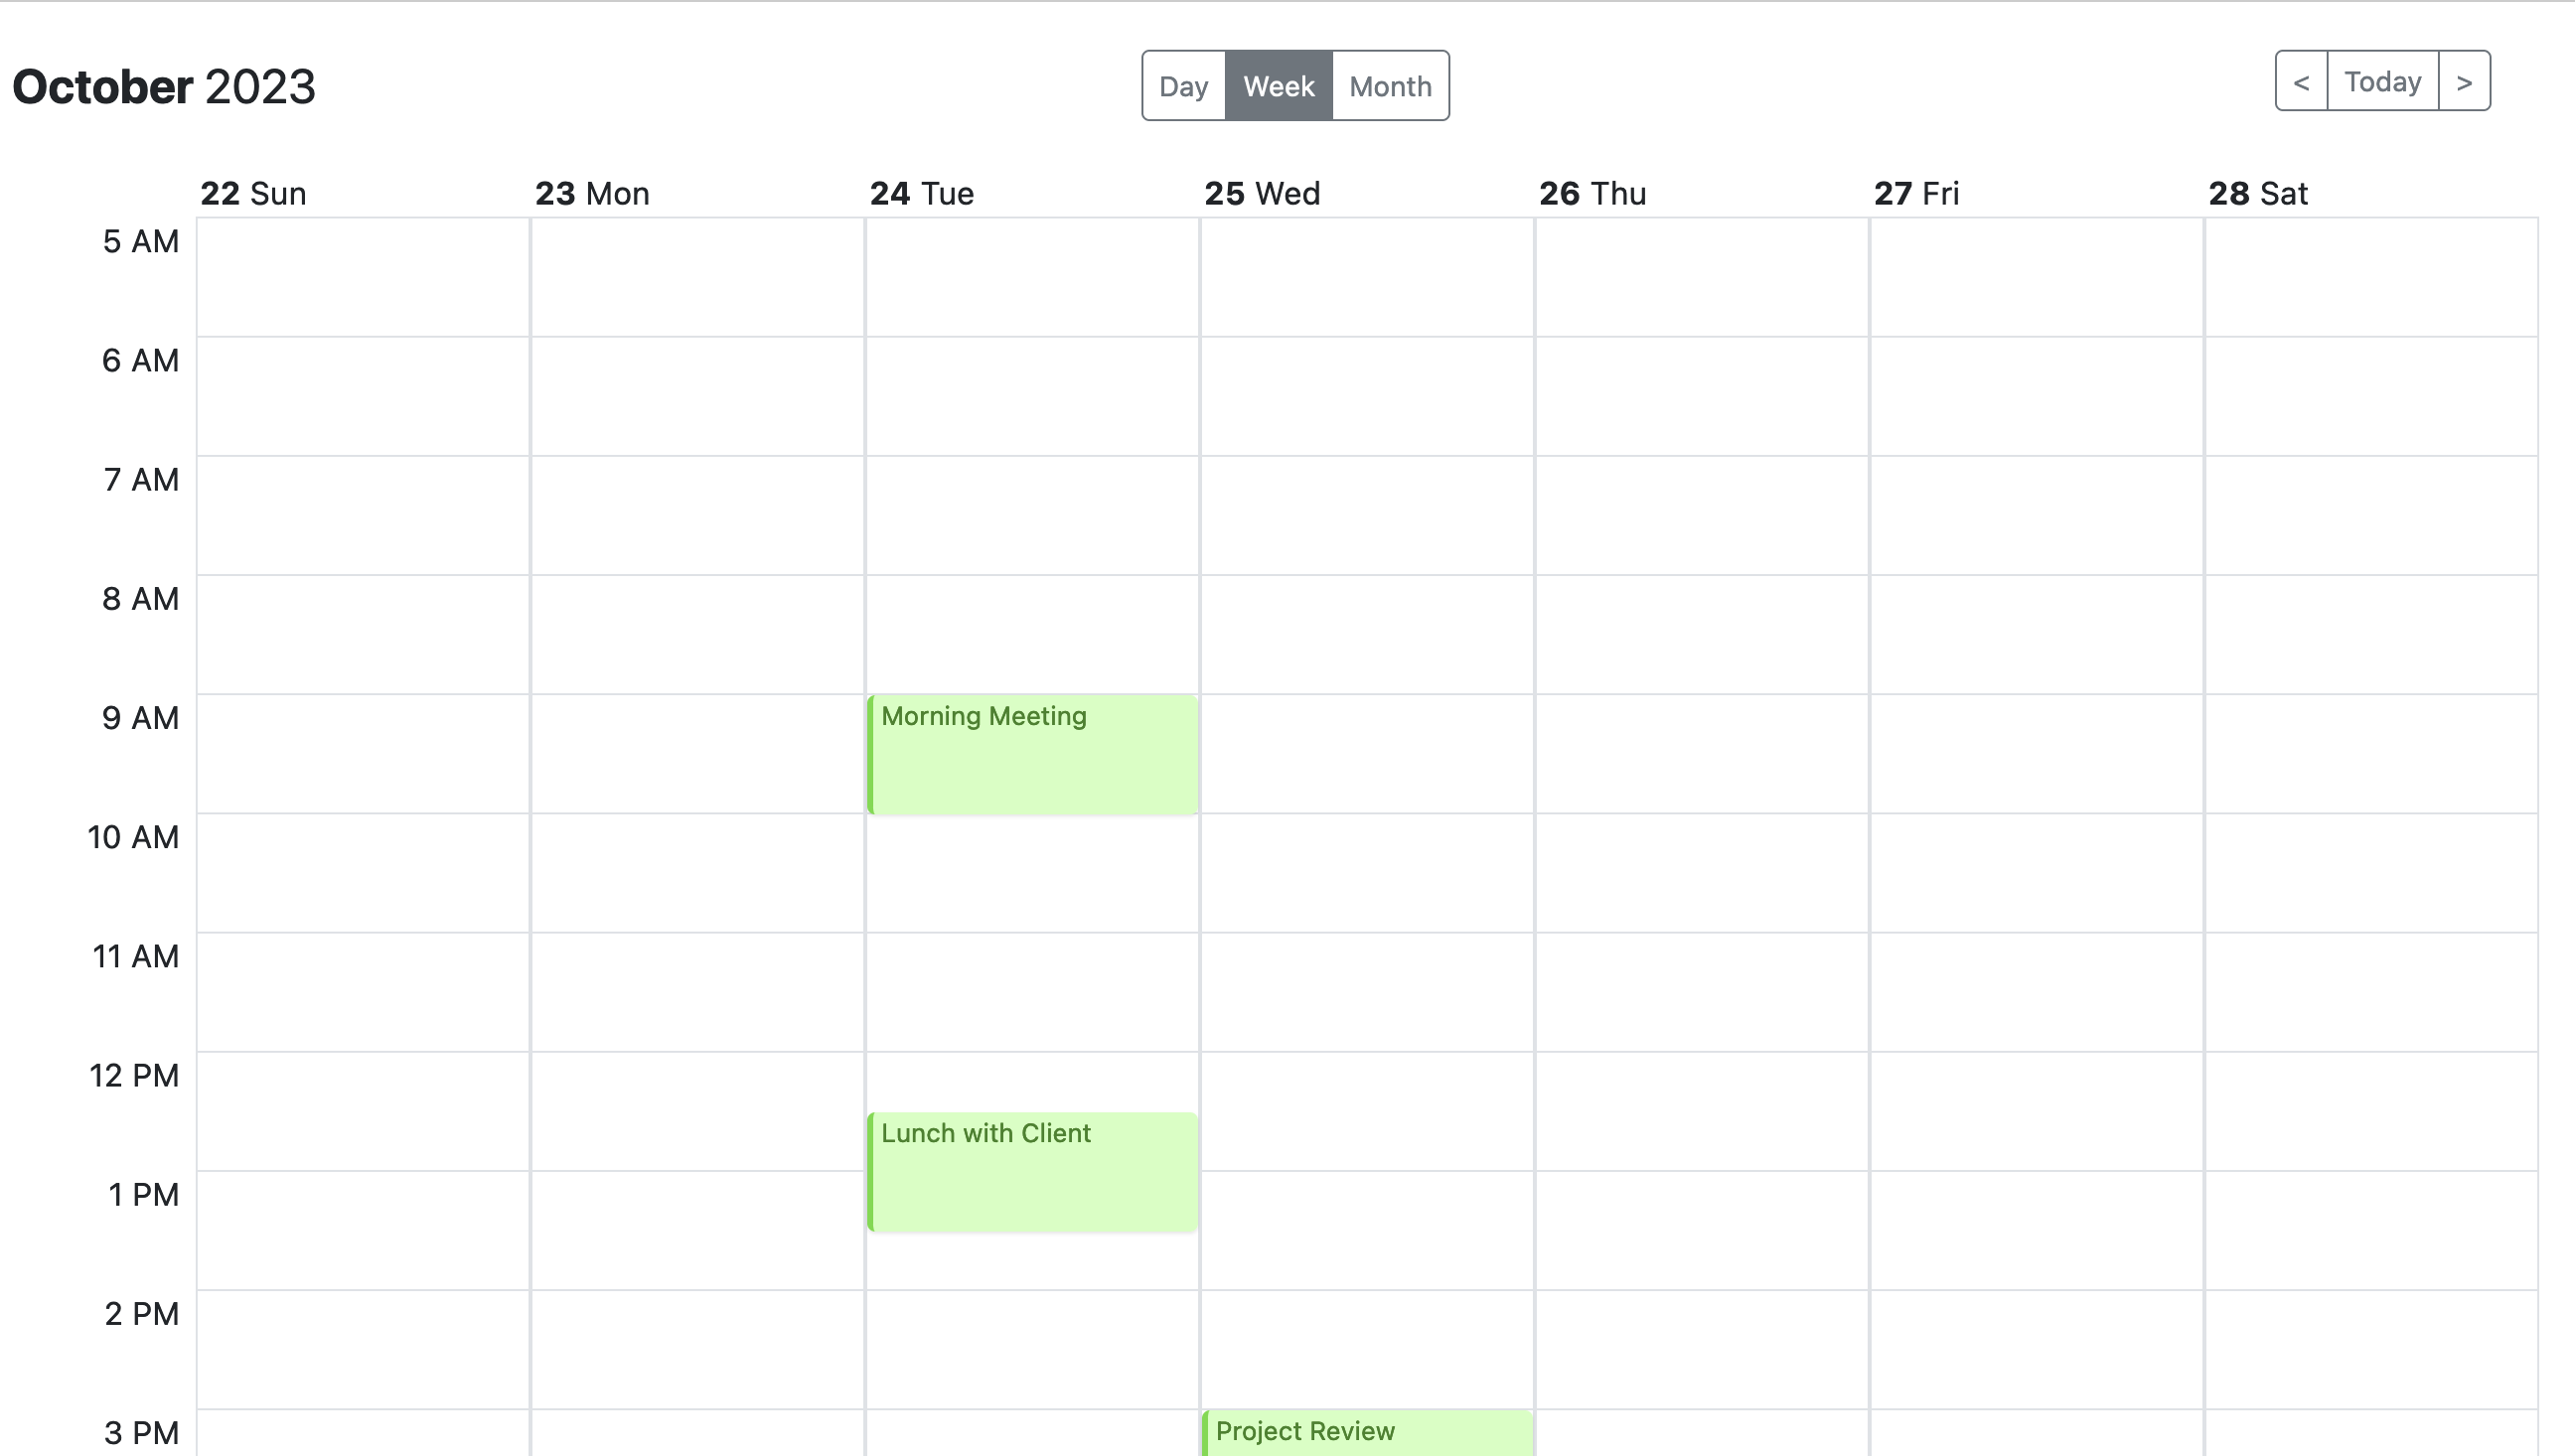 October 2023
Day Week Month
< Today >
22 Sun 23 Mon 24 Tue 25 Wed 26 Thu 27 Fri 28 Sat
5 AM
6 AM
7 AM
8 AM
9 AM
Morning Meeting
10 AM
11 AM
12 PM
Lunch with Client
1 PM
2 PM
3 PM
Project Review